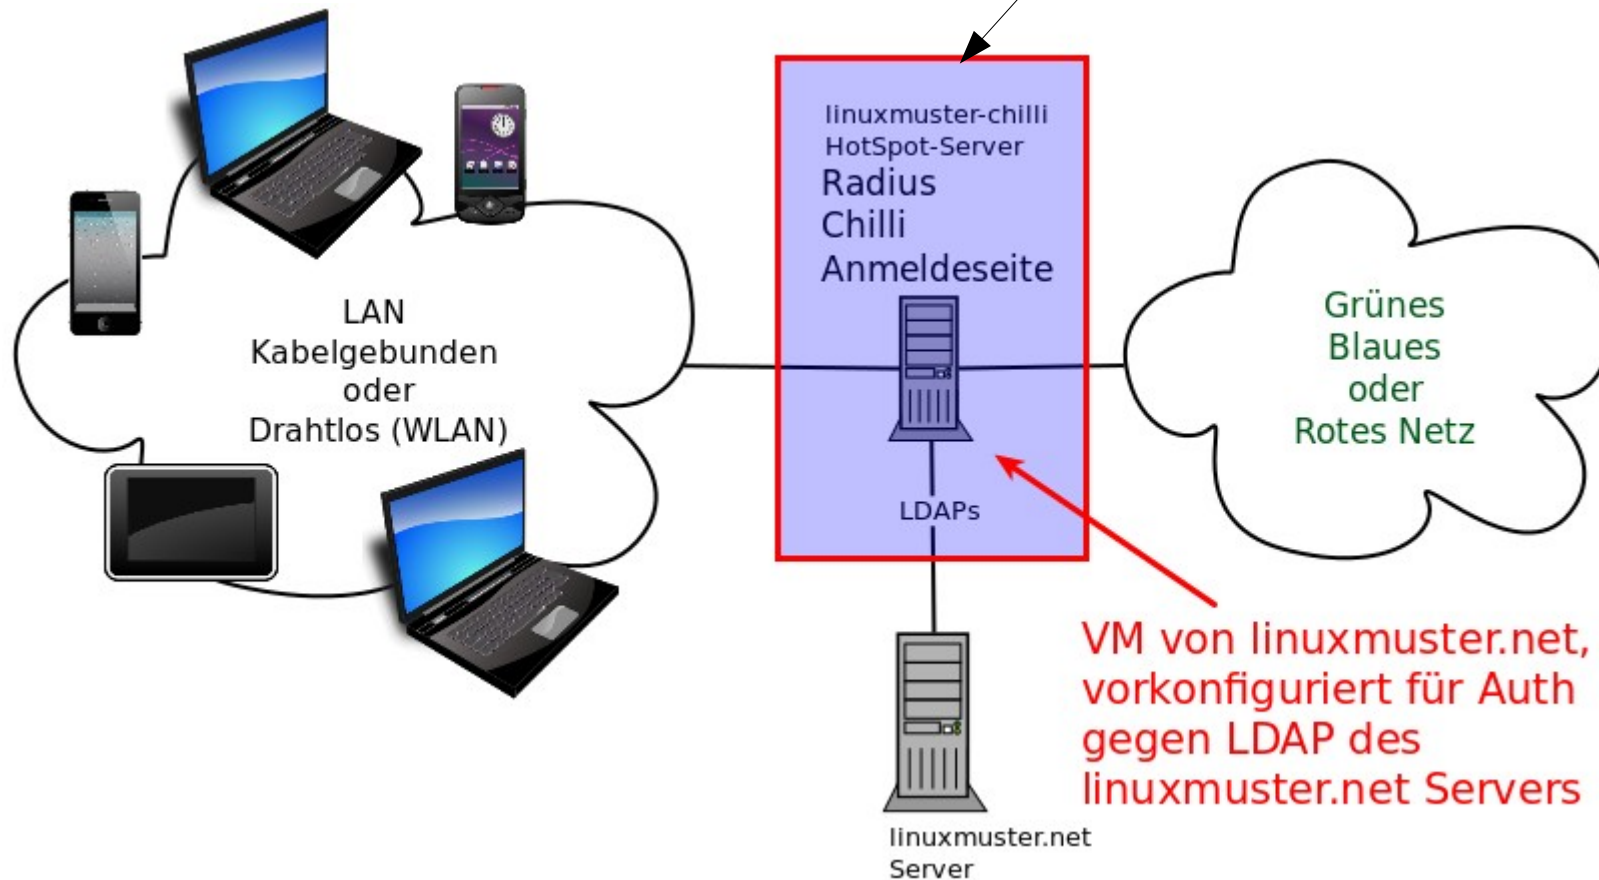 linuxmuster-chilli
HotSpot-Server
Radius
Chilli
Anmeldeseite
LAN
Kabelgebunden
oder
Drahtlos (WLAN)
Grünes
Blaues
oder
Rotes Netz
LDAPs
VM von linuxmuster.net,
vorkonfiguriert für Auth
gegen LDAP des
linuxmuster.net Servers
linuxmuster.net
Server